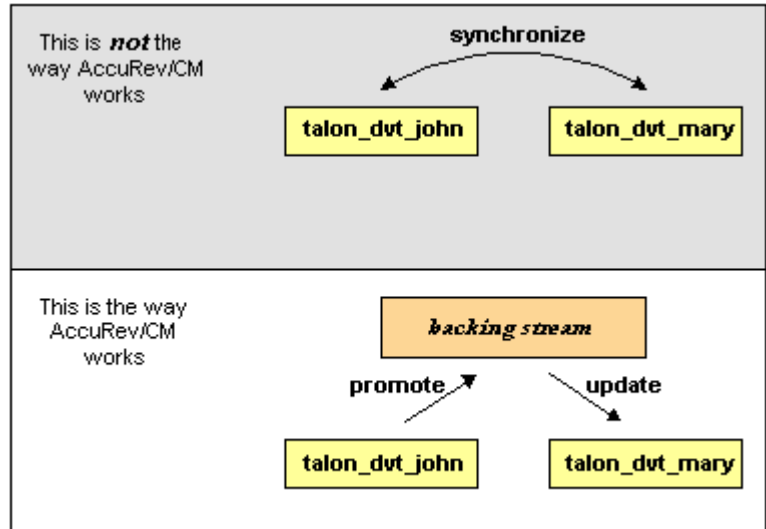 This is not the
way AccuRev/CM
works
synchronize
talon_dvt_john
talon_dvt_mary
This is the way
AccuRev/CM
works
backing stream
promote
update
talon_dvt_john
talon_dvt_mary